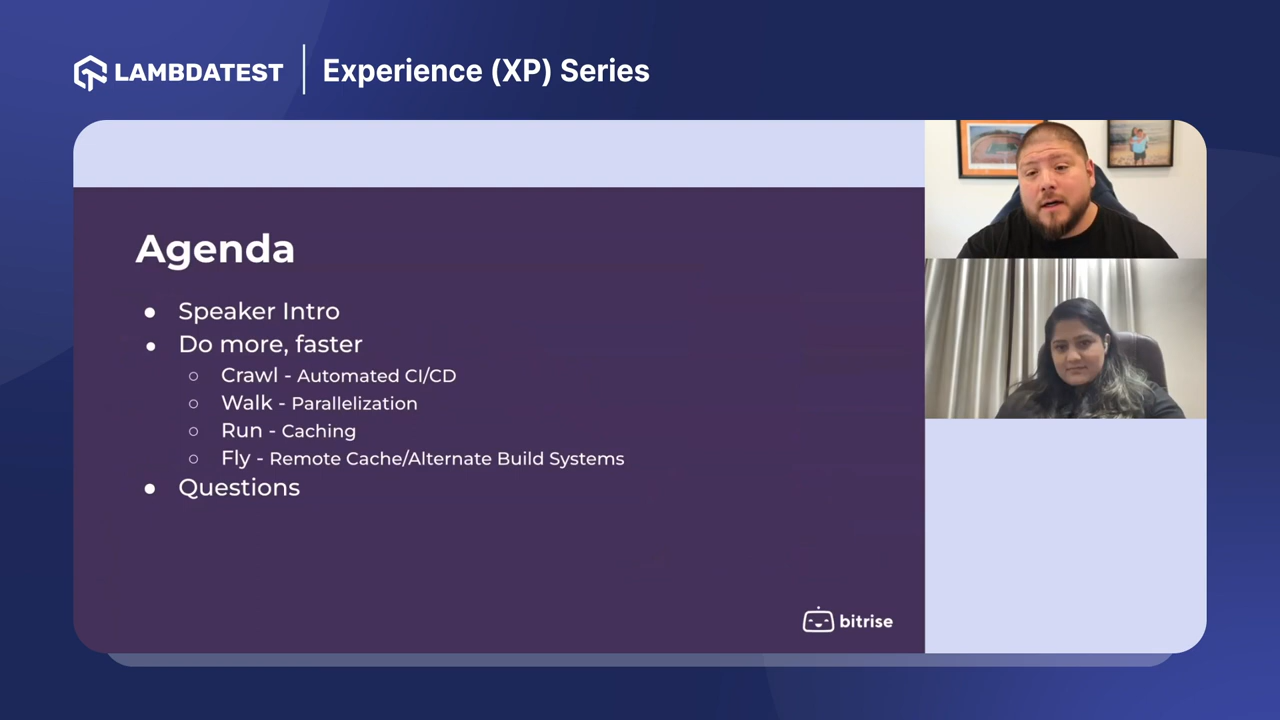 LAMBDATEST Experience (XP) Series
Agenda
● Speaker Intro
● Do more, faster
○ Crawl - Automated CI/CD
○ Walk - Parallelization
○ Run - Caching
○ Fly - Remote Cache/Alternate Build Systems
● Questions
bitrise